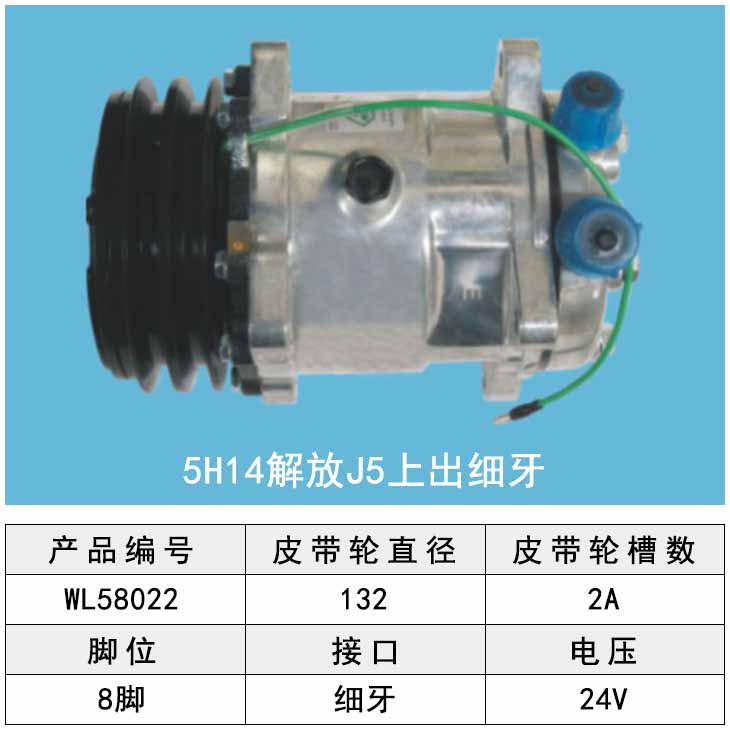 5H14解放J5上出细牙
产品编号 皮带轮直径 皮带轮槽数
WL58022 132 2A
脚位 接口 电压
8脚 细牙 24V